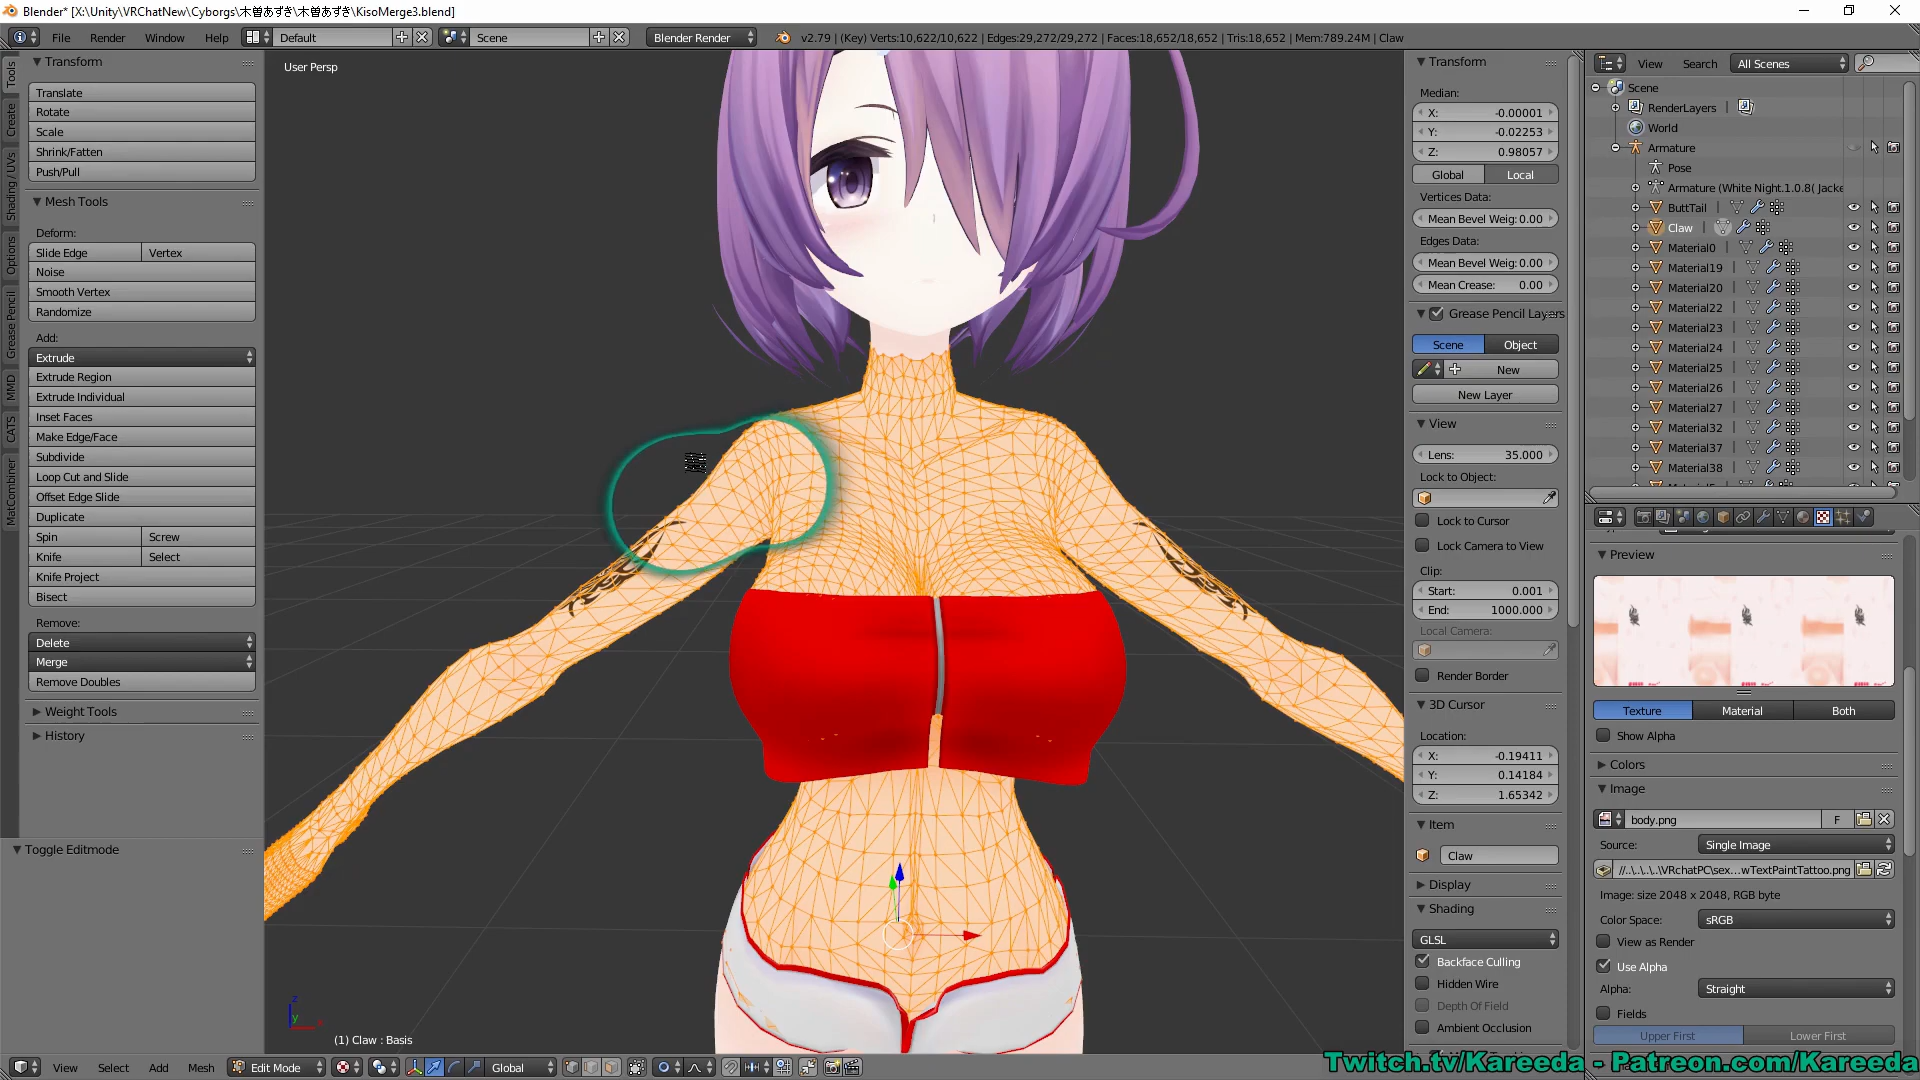 Blender* [X:\Unity\VRChatNew\Cyborgs\木曽あずき\木曽あずき\KisoMerge3.blend]
File Render Window Help Default Scene Blender Render v2.79 | (Key) Verts:10,622/10,622 | Edges:29,272/29,272 | Faces:18,652/18,652 | Tris:18,652 | Mem:789.24M | Claw
Tools
Create
Shading / UVs
Options
Grease Pencil
MMD
CATS
MatCombiner
Transform
Translate
Rotate
Scale
Shrink/Fatten
Push/Pull
Mesh Tools
Deform:
Slide Edge Vertex
Noise
Smooth Vertex
Randomize
Add:
Extrude
Extrude Region
Extrude Individual
Inset Faces
Make Edge/Face
Subdivide
Loop Cut and Slide
Offset Edge Slide
Duplicate
Spin Screw
Knife Select
Knife Project
Bisect
Remove:
Delete
Merge
Remove Doubles
Weight Tools
History
Toggle Editmode
User Persp
(1) Claw : Basis
View Select Add Mesh Edit Mode Global
Transform
Median:
X: -0.00001
Y: -0.02253
Z: 0.98057
Global Local
Vertices Data:
Mean Bevel Weig: 0.00
Edges Data:
Mean Bevel Weig: 0.00
Mean Crease: 0.00
Grease Pencil Layers
Scene Object
New
New Layer
View
Lens: 35.000
Lock to Object:
Lock to Cursor
Lock Camera to View
Clip:
Start: 0.001
End: 1000.000
Local Camera:
Render Border
3D Cursor
Location:
X: -0.19411
Y: 0.14184
Z: 1.65342
Item
Claw
Display
Shading
GLSL
Backface Culling
Hidden Wire
Depth Of Field
Ambient Occlusion
View Search All Scenes
Scene
RenderLayers
World
Armature
Pose
Armature (White Night.1.0.8( Jacke
ButtTail
Claw
Material0
Material19
Material20
Material22
Material23
Material24
Material25
Material26
Material27
Material32
Material37
Material38
Preview
Texture Material Both
Show Alpha
Colors
Image
body.png F
Source: Single Image
//..\..\..\..\VRchatPC\sex...wTextPaintTattoo.png
Image: size 2048 x 2048, RGB byte
Color Space: sRGB
View as Render
Use Alpha
Alpha: Straight
Fields
Upper First Lower First
Twitch.tv/Kareeda - Patreon.com/Kareeda